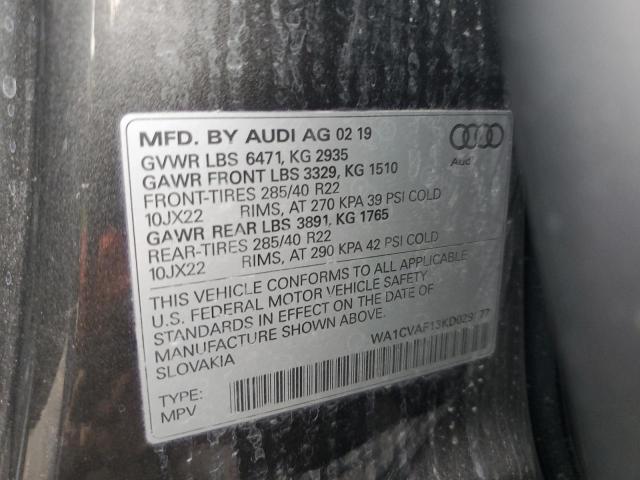 MFD. BY AUDI AG 02 19
GVWR LBS 6471, KG 2935
GAWR FRONT LBS 3329, KG 1510
FRONT-TIRES 285/40 R22
10JX22 RIMS, AT 270 KPA 39 PSI COLD
GAWR REAR LBS 3891, KG 1765
REAR-TIRES 285/40 R22
10JX22 RIMS, AT 290 KPA 42 PSI COLD
Audi
THIS VEHICLE CONFORMS TO ALL APPLICABLE
U.S. FEDERAL MOTOR VEHICLE SAFETY
STANDARDS IN EFFECT ON THE DATE OF
MANUFACTURE SHOWN ABOVE.
SLOVAKIA
TYPE:
MPV